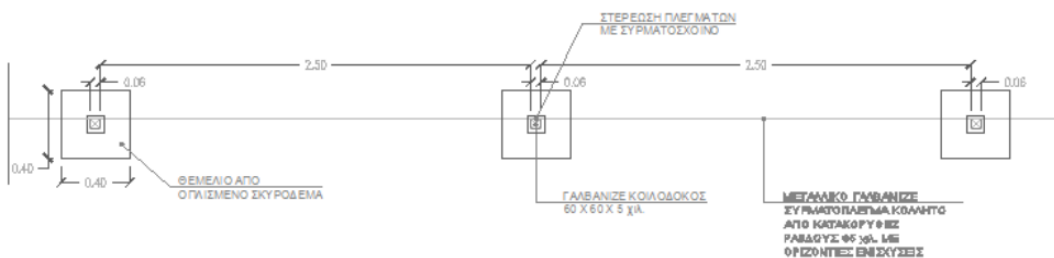 ΣΤΕΡΕΩΣΗ ΠΛΕΓΜΑΤΩΝ
ΜΕ ΣΥΡΜΑΤΟΣΧΟΙΝΟ
2.50
2.50
0.06
0.06
0.06
0.40
0.40
ΘΕΜΕΛΙΟ ΑΠΟ
ΟΠΛΙΣΜΕΝΟ ΣΚΥΡΟΔΕΜΑ
ΓΑΛΒΑΝΙΖΕ ΚΟΙΛΟΔΟΚΟΣ
60 X 60 X 5 χιλ.
ΜΕΤΑΛΛΙΚΟ ΓΑΛΒΑΝΙΖΕ
ΣΥΡΜΑΤΟΠΛΕΓΜΑ ΚΟΛΛΗΤΟ
ΑΠΟ ΚΑΤΑΚΟΡΥΦΕΣ
ΡΑΒΔΟΥΣ Φ5 χιλ. ΜΕ
ΟΡΙΖΟΝΤΙΕΣ ΕΝΙΣΧΥΣΕΙΣ